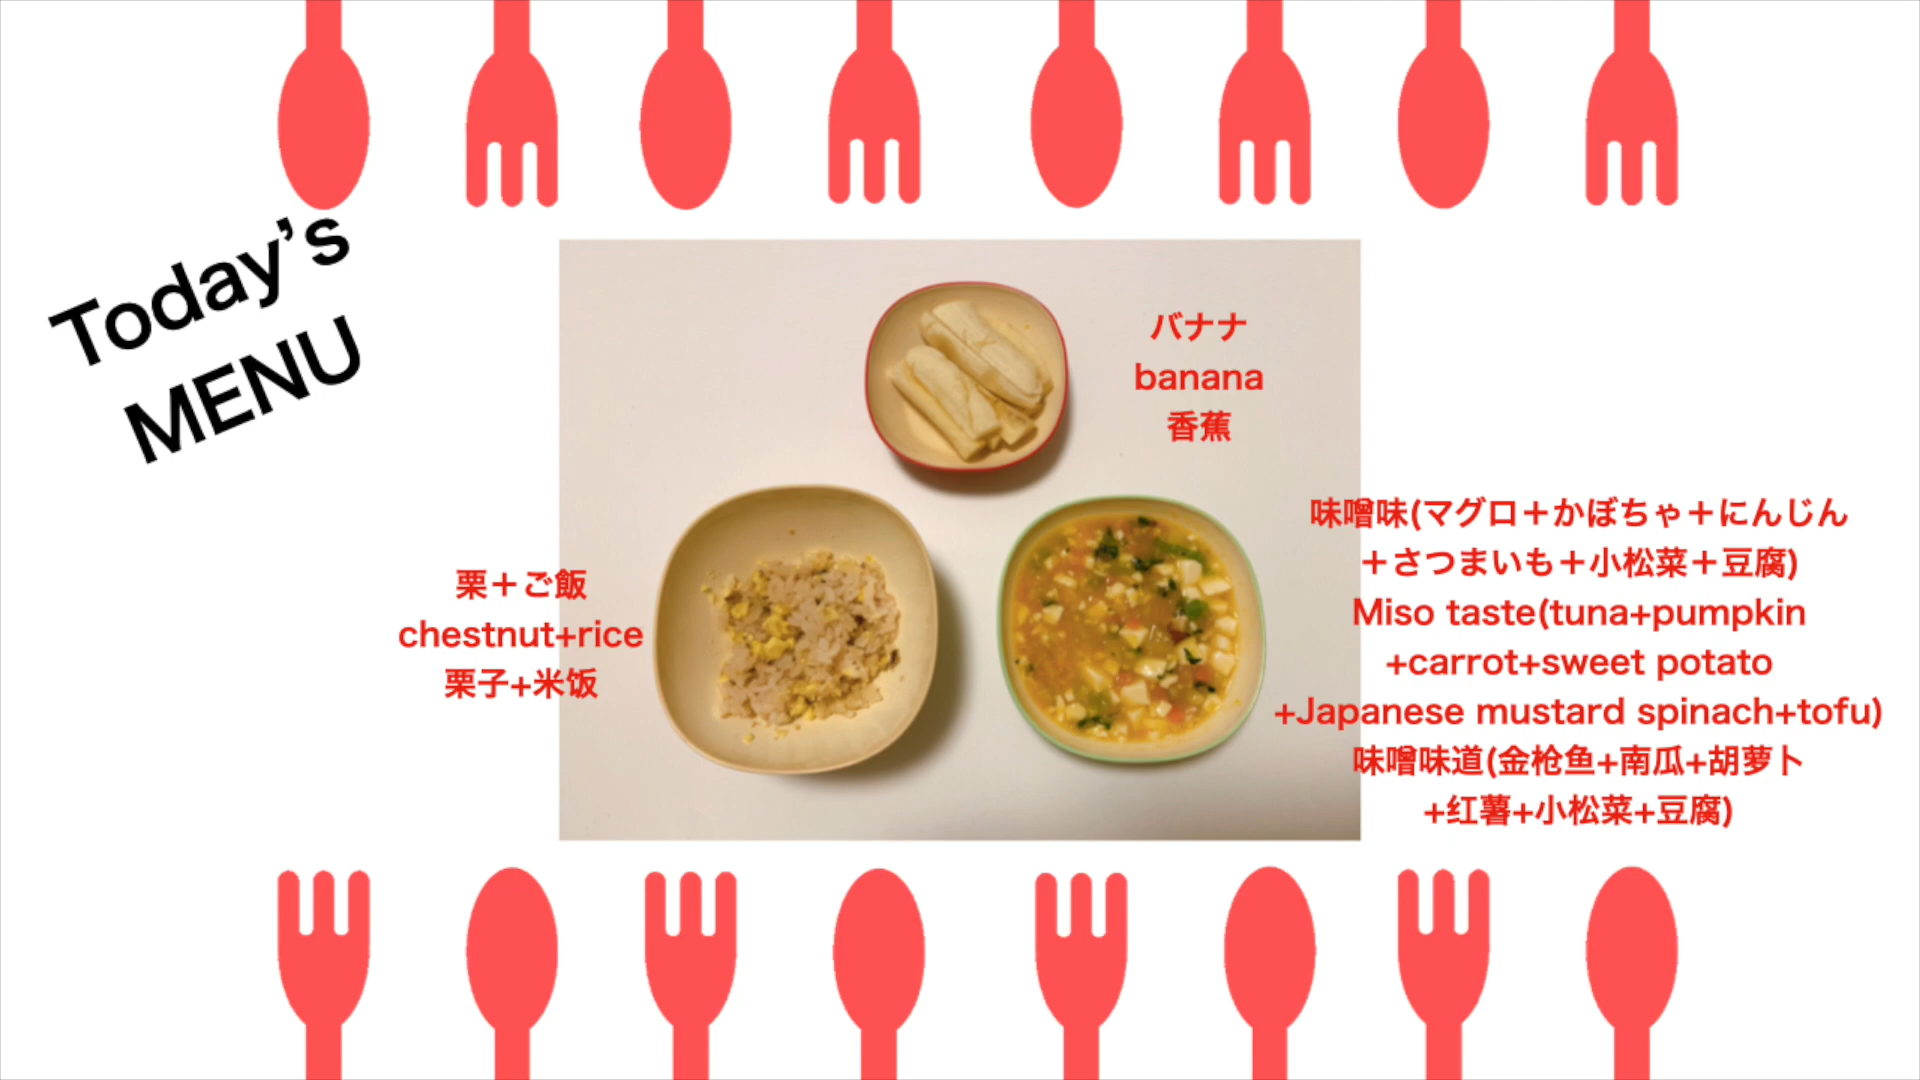 Today’s
MENU
バナナ
banana
香蕉
栗＋ご飯
chestnut+rice
栗子+米饭
味噌味(マグロ＋かぼちゃ＋にんじん
＋さつまいも＋小松菜＋豆腐)
Miso taste(tuna+pumpkin
+carrot+sweet potato
+Japanese mustard spinach+tofu)
味噌味道(金枪鱼+南瓜+胡萝卜
+红薯+小松菜+豆腐)